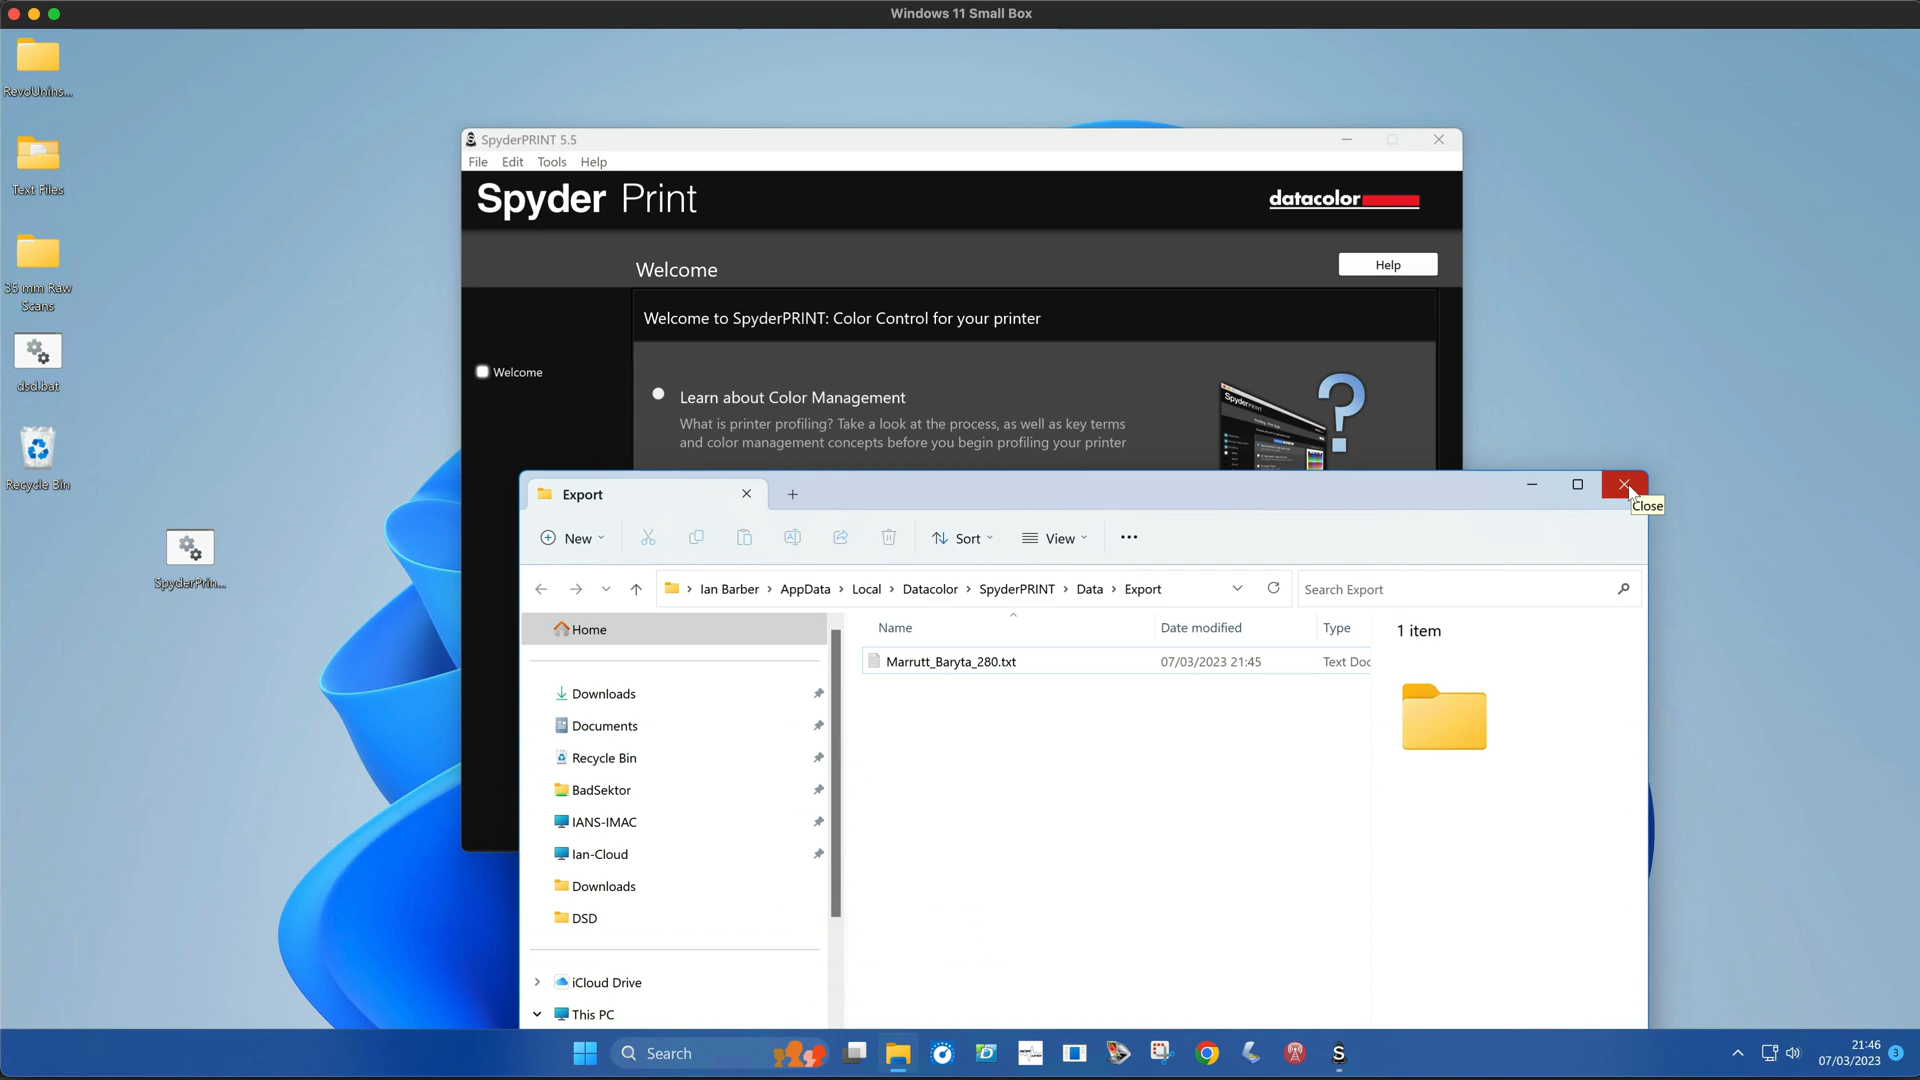 Windows 11 Small Box
RevoUnins...
Text Files
35 mm Raw
Scans
dsd.bat
Recycle Bin
SpyderPrin...
SpyderPRINT 5.5
File Edit Tools Help
Spyder Print
datacolor
Welcome
Help
Welcome to SpyderPRINT: Color Control for your printer
Welcome
Learn about Color Management
What is printer profiling? Take a look at the process, as well as key terms
and color management concepts before you begin profiling your printer
Export
Close
New
Sort
View
Ian Barber
AppData
Local
Datacolor
SpyderPRINT
Data
Export
Search Export
Home
Name
Date modified
Type
1 item
Marrutt_Baryta_280.txt
07/03/2023 21:45
Text Doc
Downloads
Documents
Recycle Bin
BadSektor
IANS-IMAC
Ian-Cloud
Downloads
DSD
iCloud Drive
This PC
Search
21:46
07/03/2023
3